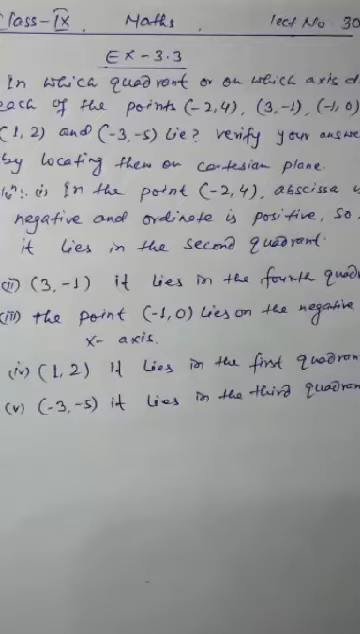 Class-IX Maths lect No 30
EX-3.3
In which quadrant or on which axis d
each of the points (-2,4), (3,-1), (-1,0)
(1,2) and (-3,-5) lie? verify your answe
by locating them on cartesian plane.
(i) In the point (-2,4), abscissa
negative and ordinate is positive, so
it lies in the second quadrant.
(ii) (3,-1) it lies in the fourth quadr
(iii) the point (-1,0) lies on the negative
x- axis.
(iv) (1,2) it lies in the first quadran
(v) (-3,-5) it lies in the third quadran